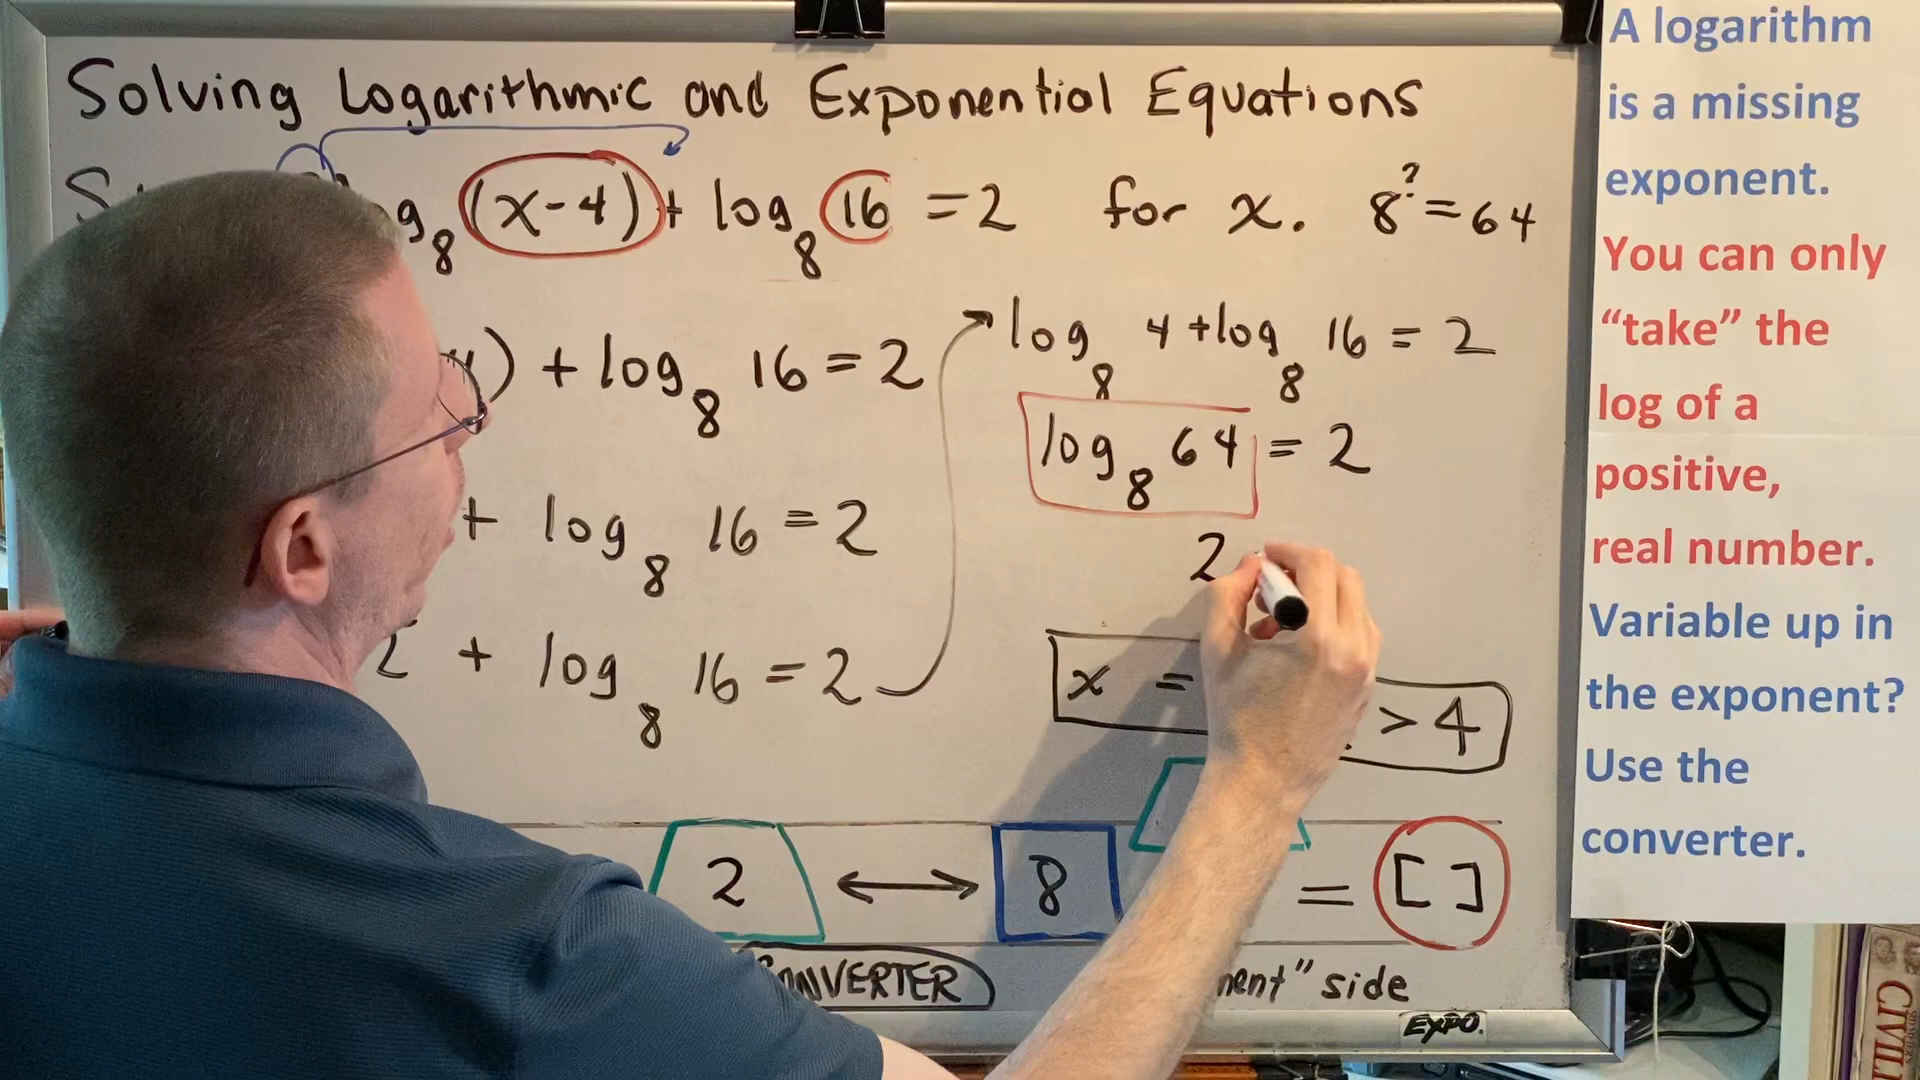 Solving Logarithmic and Exponential Equations
g8 (x-4) + log8 16 = 2 for x. 8? = 64
) + log8 16 = 2
+ log8 16 = 2
2 + log8 16 = 2
log8 4 + log8 16 = 2
log8 64 = 2
2
x =
> 4
2 ↔ 8 = [ ]
CONVERTER
nent" side
EXPO.
A logarithm
is a missing
exponent.
You can only
“take” the
log of a
positive,
real number.
Variable up in
the exponent?
Use the
converter.
CIVIL